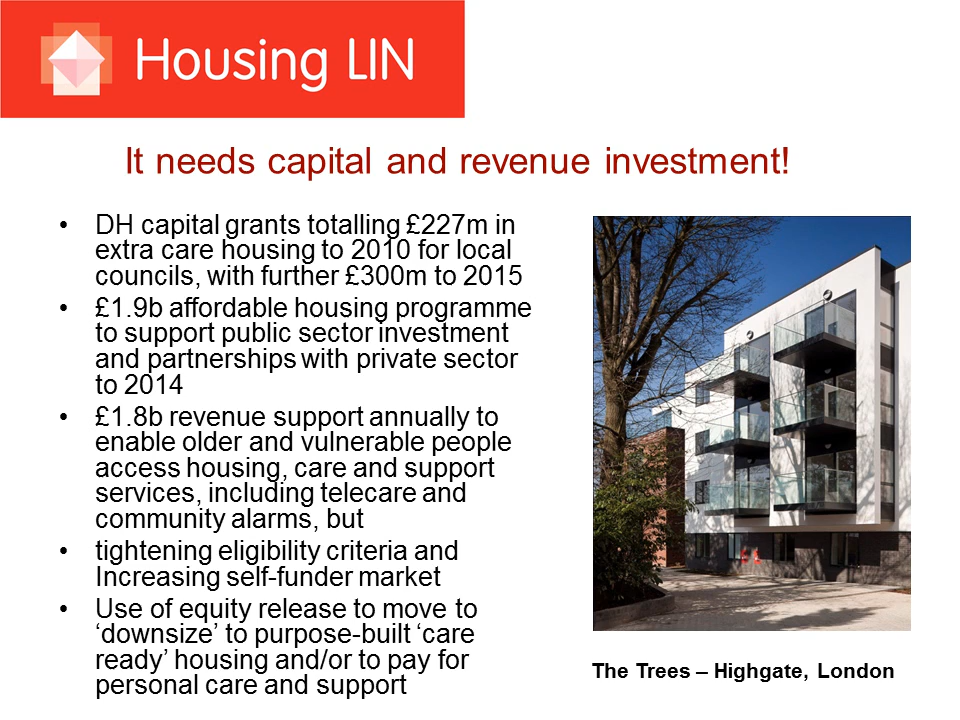 Housing LIN
It needs capital and revenue investment!
• DH capital grants totalling £227m in
extra care housing to 2010 for local
councils, with further £300m to 2015
• £1.9b affordable housing programme
to support public sector investment
and partnerships with private sector
to 2014
• £1.8b revenue support annually to
enable older and vulnerable people
access housing, care and support
services, including telecare and
community alarms, but
• tightening eligibility criteria and
Increasing self-funder market
• Use of equity release to move to
‘downsize’ to purpose-built ‘care
ready’ housing and/or to pay for
personal care and support
The Trees – Highgate, London